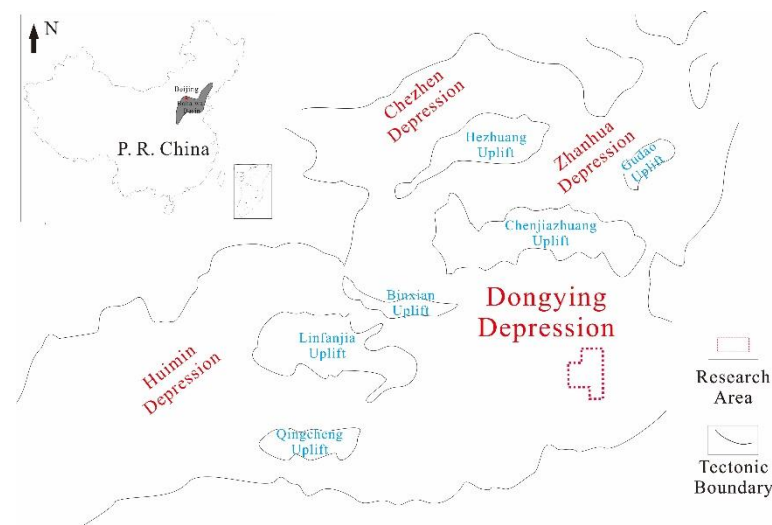 N
Beijing
P. R. China
Chezhen
Depression
Hezhuang
Uplift
Zhanhua
Depression
Gudao
Uplift
Chenjiazhuang
Uplift
Binxian
Uplift
Dongying
Depression
Linfanjia
Uplift
Huimin
Depression
Qingcheng
Uplift
Research
Area
Tectonic
Boundary